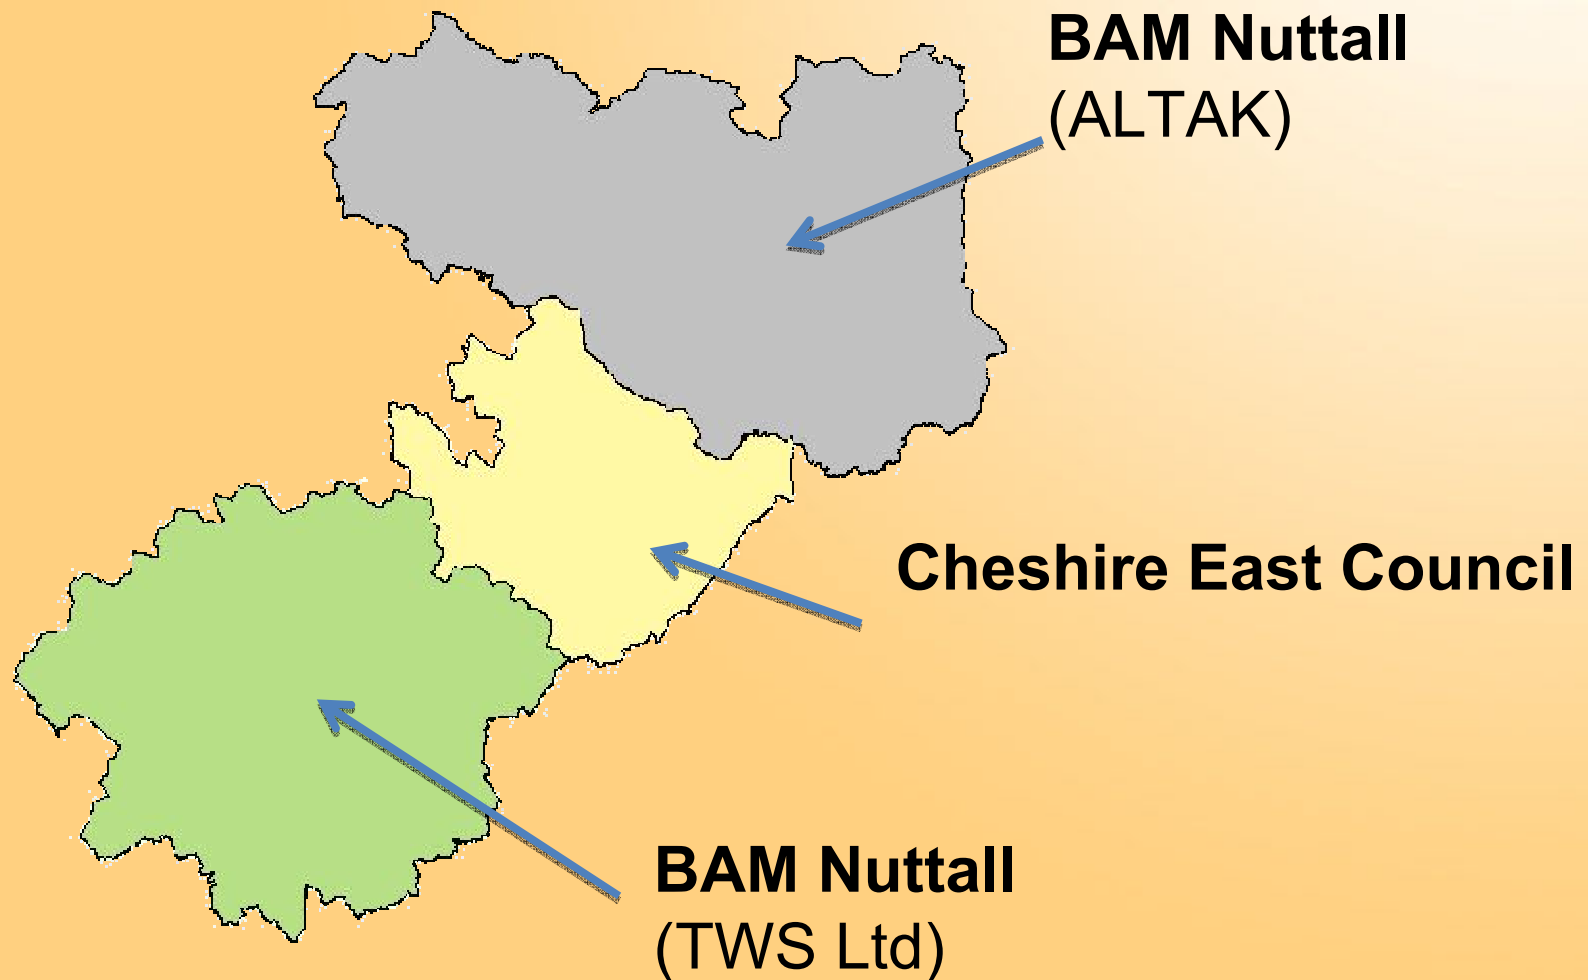 BAM Nuttall
(ALTAK)
Cheshire East Council
BAM Nuttall
(TWS Ltd)